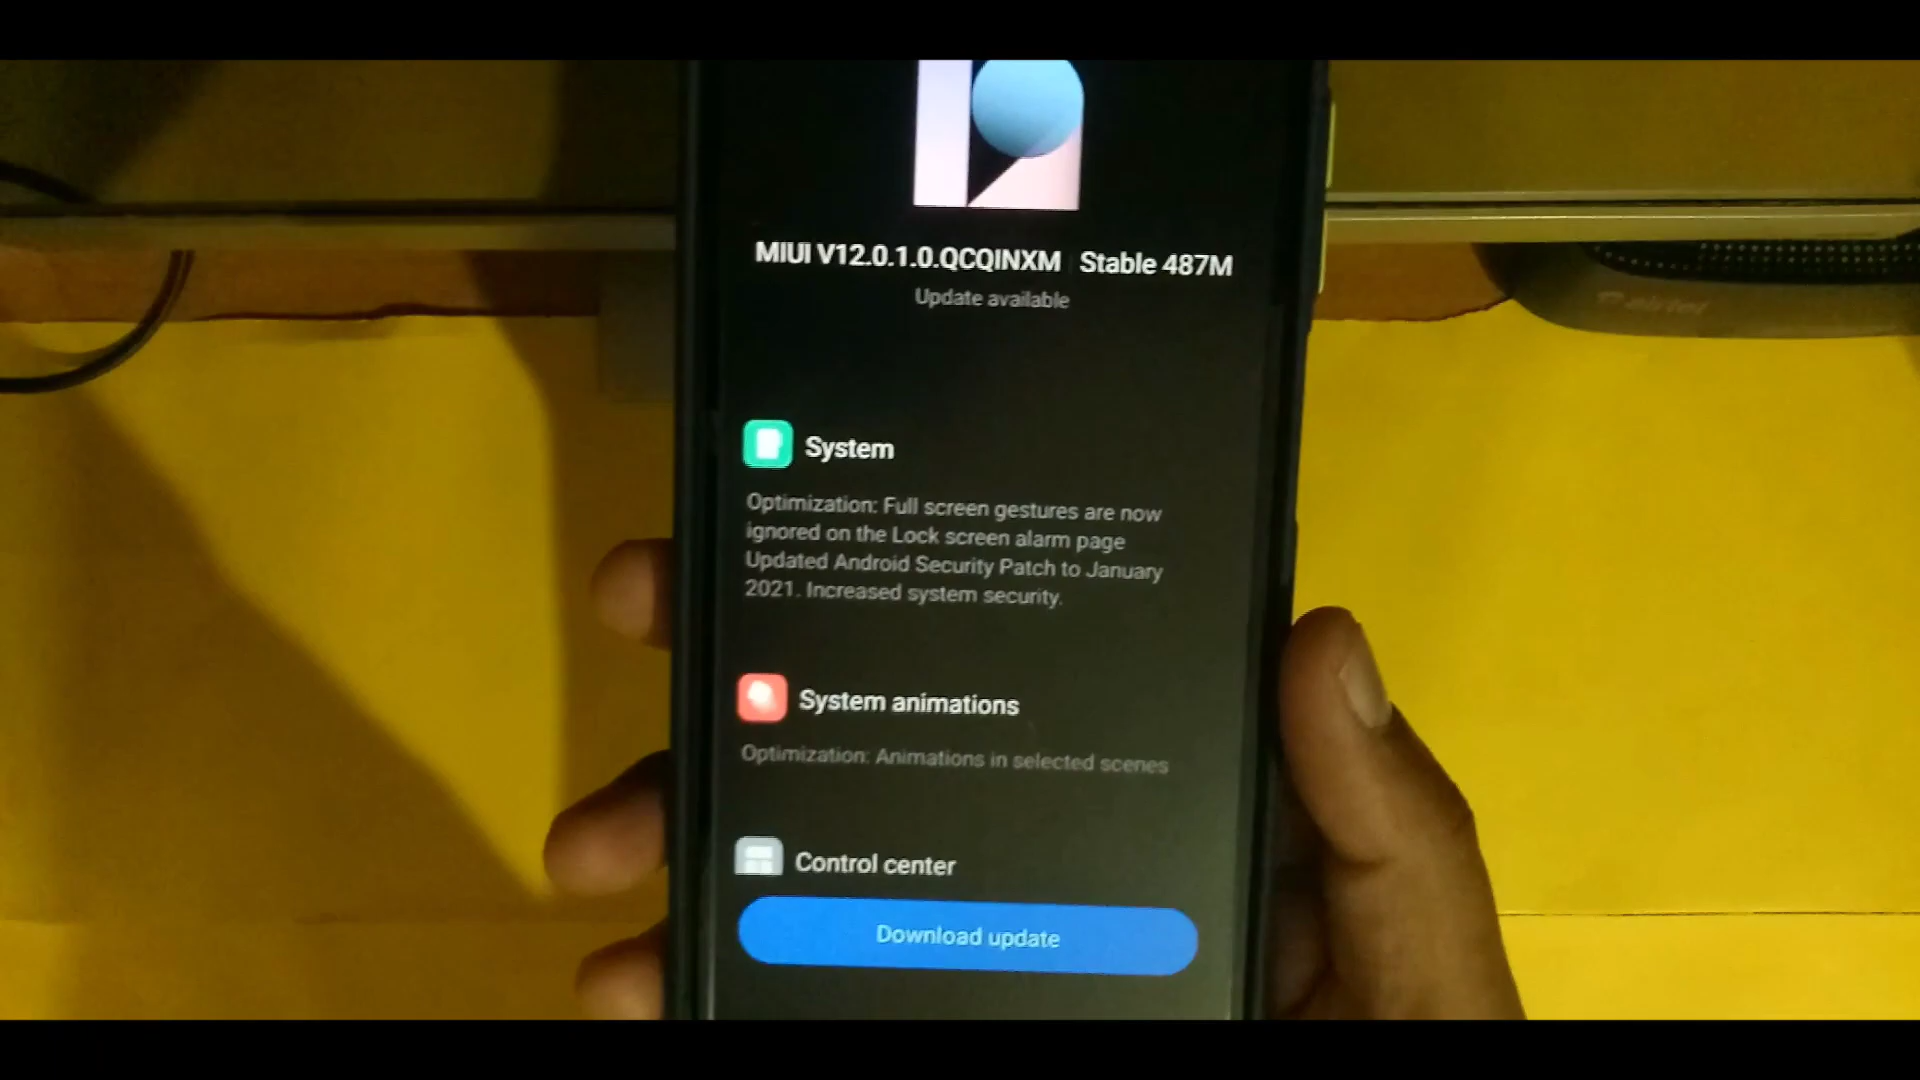 MIUI V12.0.1.0.QCQINXM | Stable 487M
Update available
airtel
System
Optimization: Full screen gestures are now
ignored on the Lock screen alarm page
Updated Android Security Patch to January
2021. Increased system security.
System animations
Optimization: Animations in selected scenes
Control center
Download update